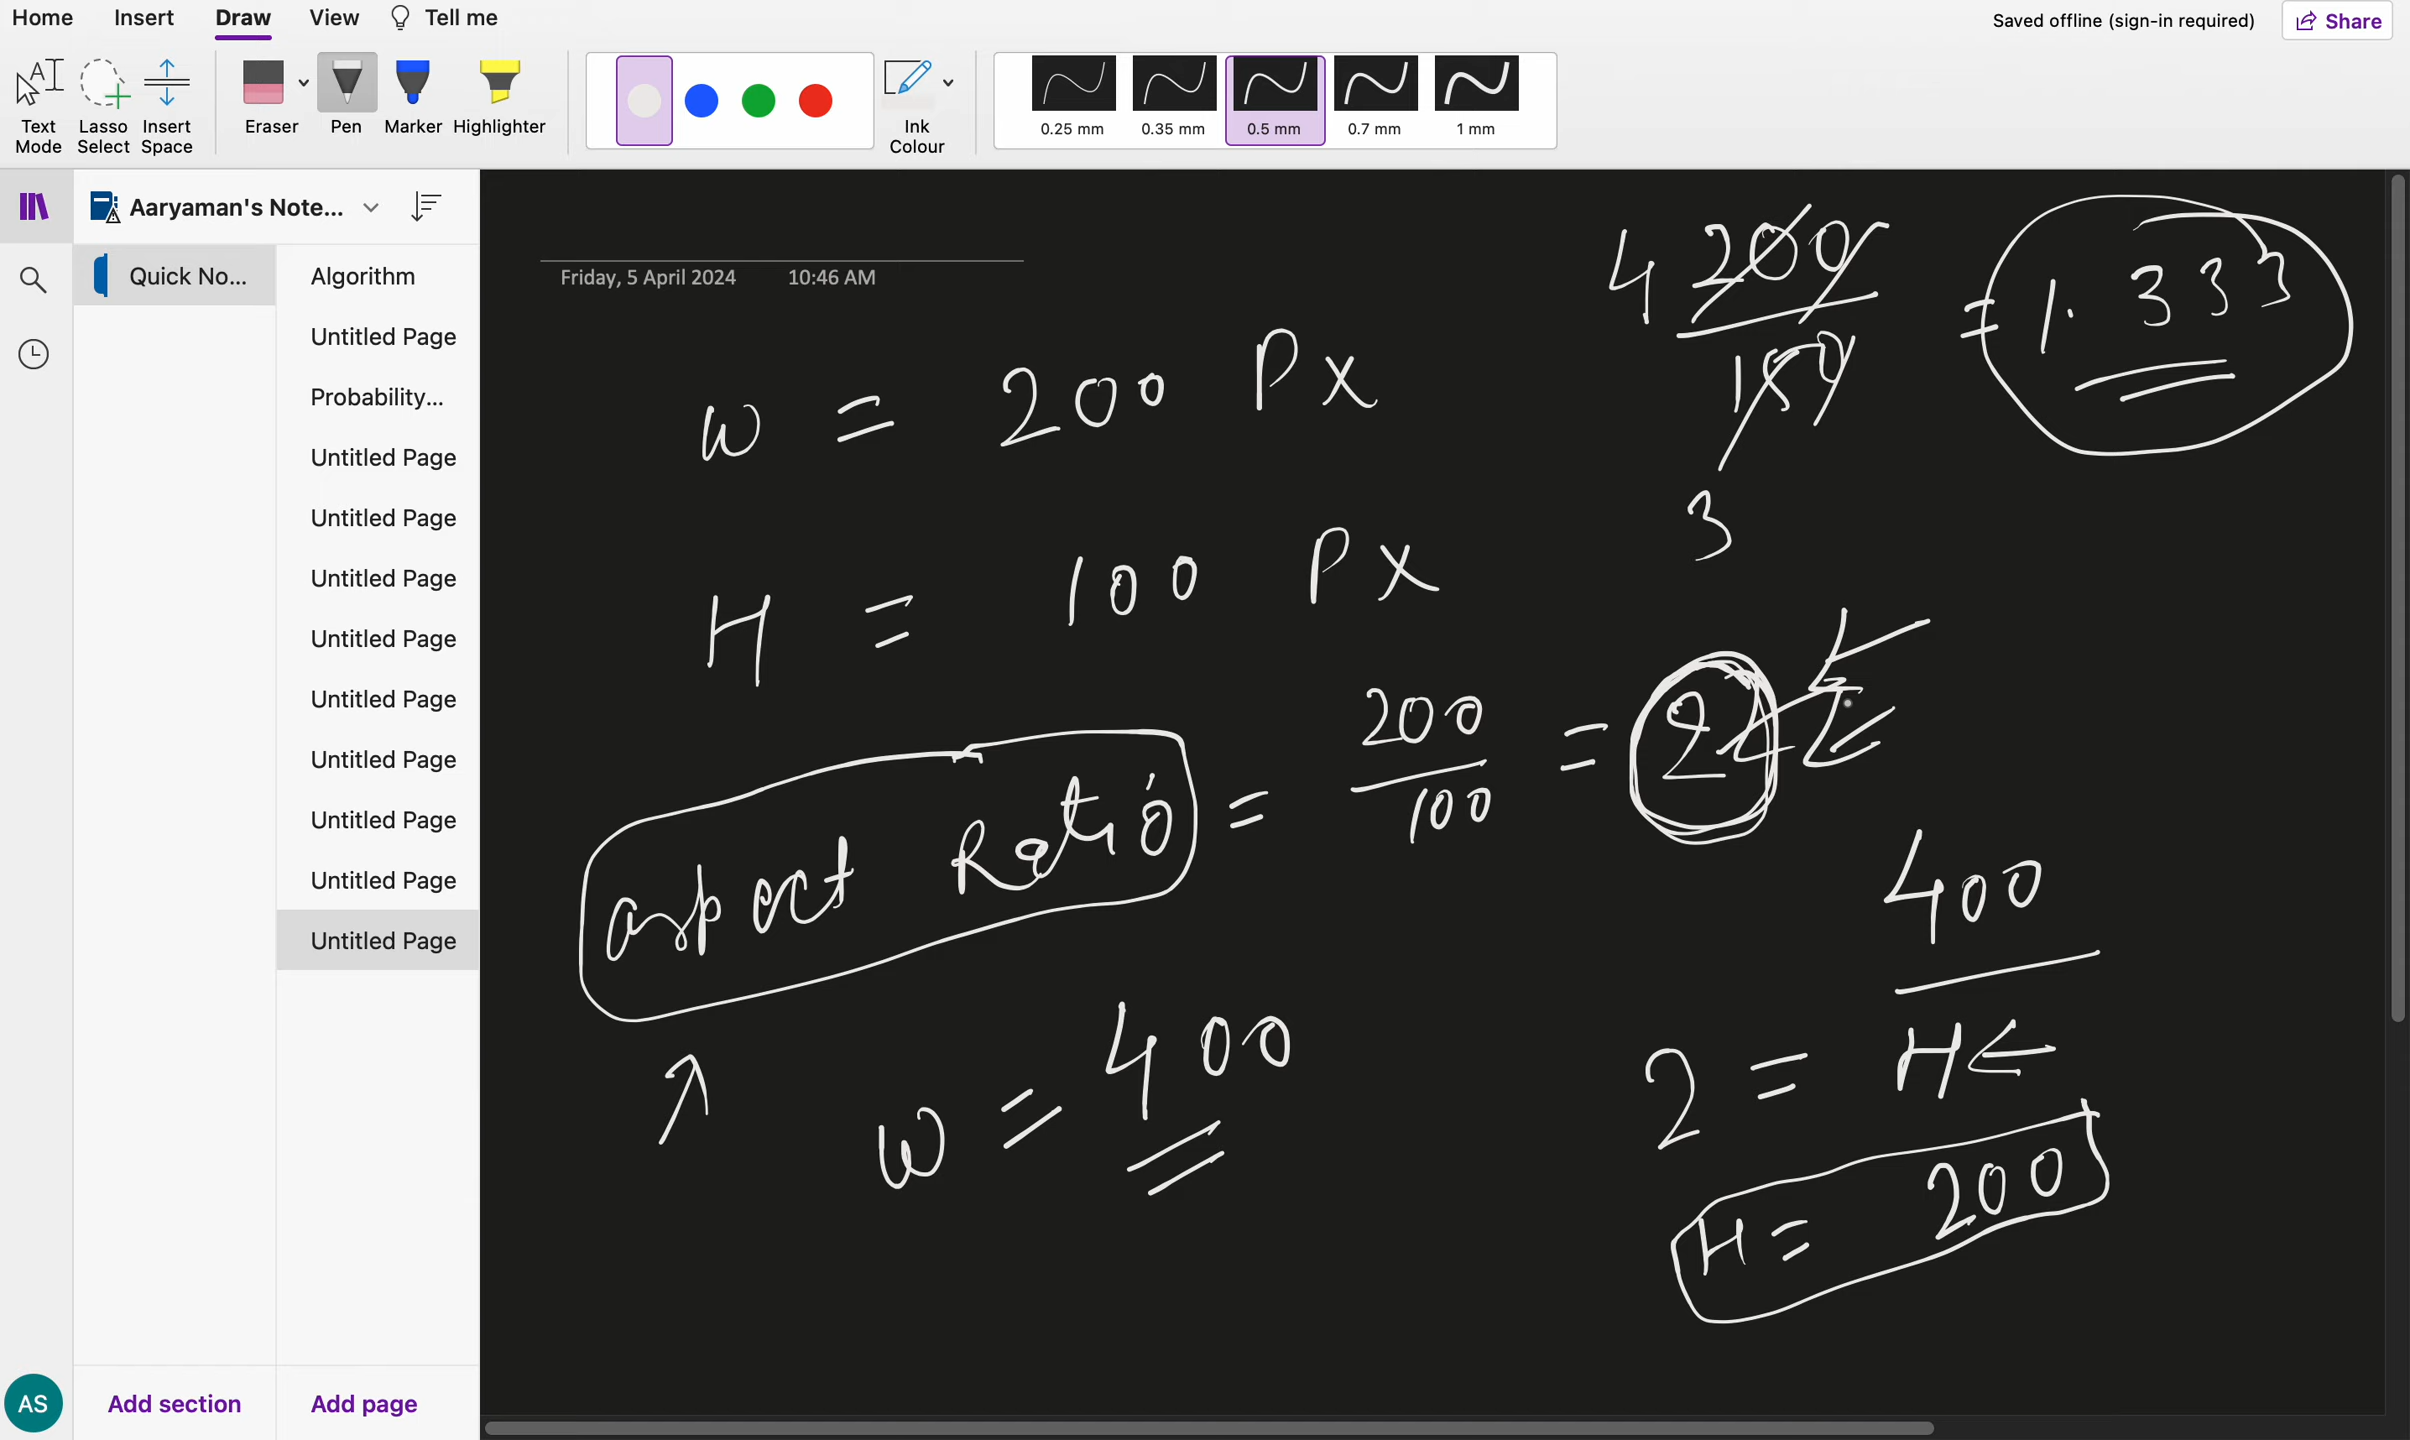 Home Insert Draw View Tell me
Saved offline (sign-in required) Share
Text Mode
Lasso Select
Insert Space
Eraser
Pen
Marker
Highlighter
Ink Colour
0.25 mm
0.35 mm
0.5 mm
0.7 mm
1 mm
Aaryaman's Note...
Quick No...
Algorithm
Untitled Page
Probability...
Untitled Page
Untitled Page
Untitled Page
Untitled Page
Untitled Page
Untitled Page
Untitled Page
Untitled Page
Untitled Page
AS
Add section
Add page
Friday, 5 April 2024 10:46 AM
4 200
150
3
= 1.333
W = 200 Px
H = 100 Px
aspect Ratio = 200
100
= 2
W = 400
400
2 = H
H = 200